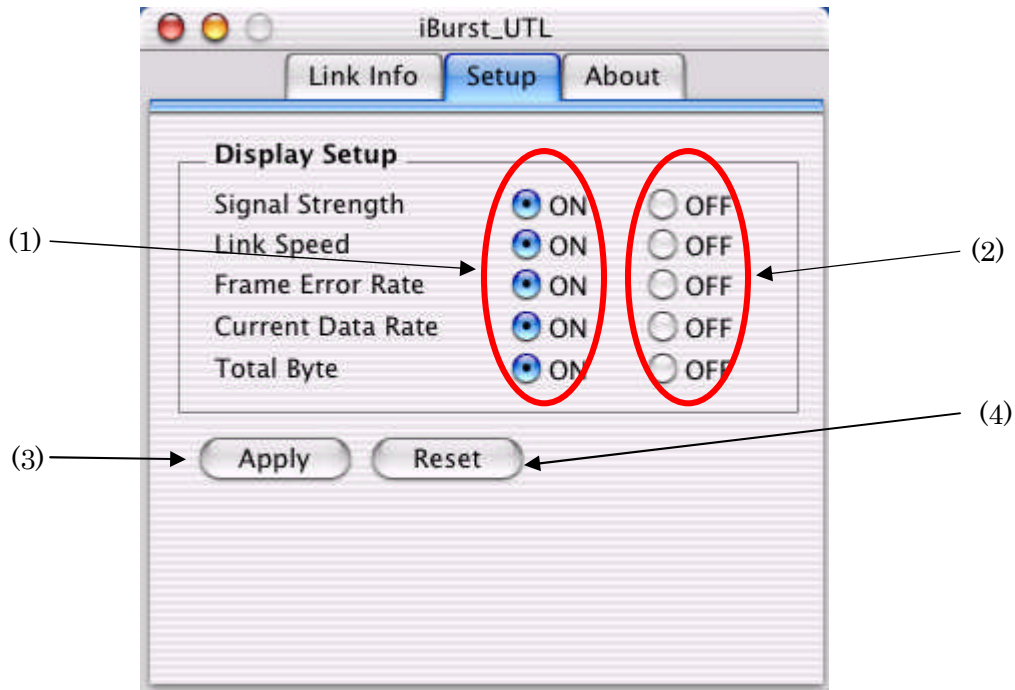 iBurst_UTL
Link Info Setup About
Display Setup
Signal Strength ON OFF
(1) Link Speed ON OFF (2)
Frame Error Rate ON OFF
Current Data Rate ON OFF
Total Byte ON OFF
(4)
(3) Apply Reset